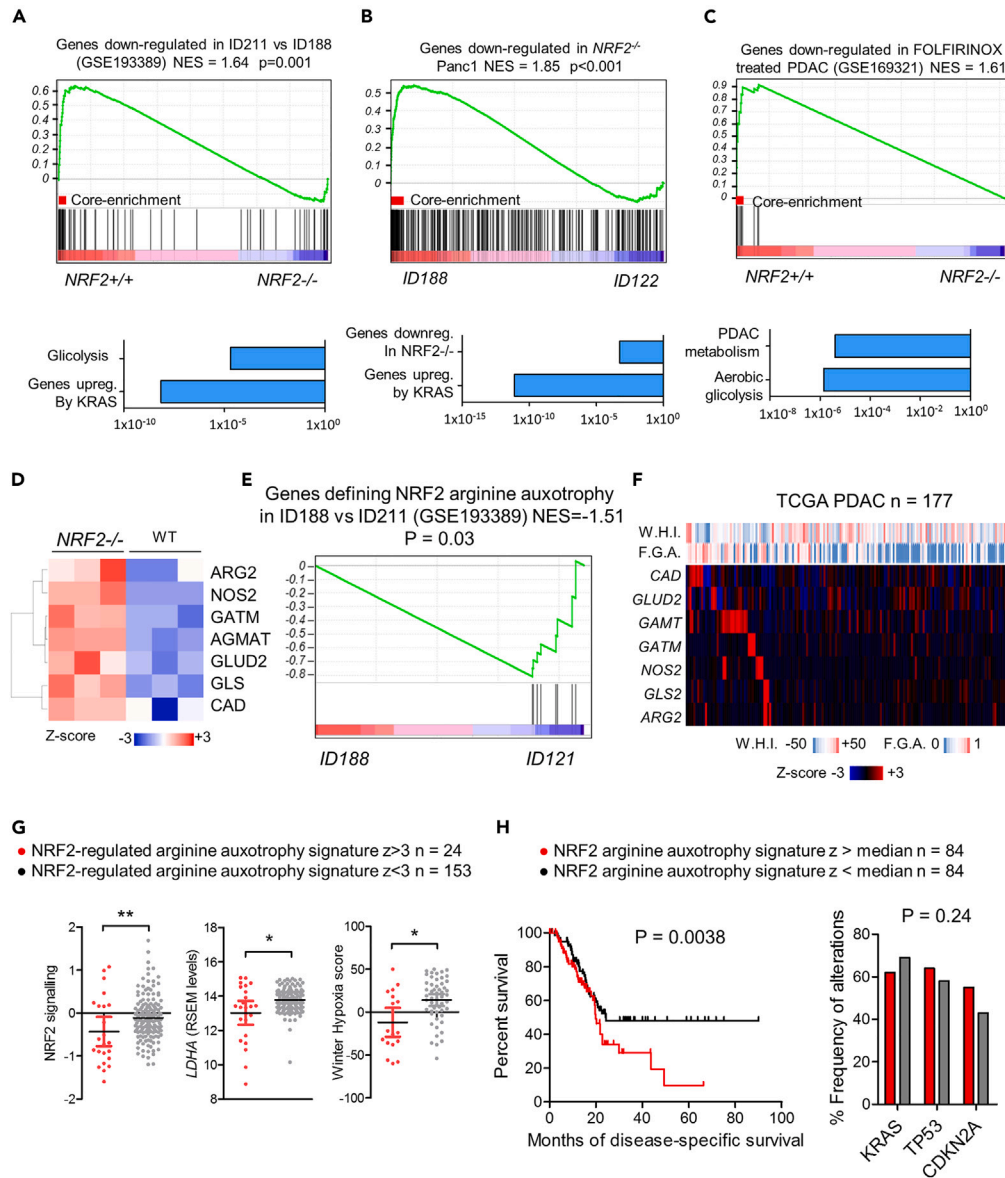 A
Genes down-regulated in ID211 vs ID188
(GSE193389) NES = 1.64 p=0.001
0.6
0.5
0.4
0.3
0.2
0.1
0
Core-enrichment
NRF2+/+ NRF2-/-
Glicolysis
Genes upreg.
By KRAS
1x10-10 1x10-5 1x100
B
Genes down-regulated in NRF2-/-
Panc1 NES = 1.85 p<0.001
0.5
0.4
0.3
0.2
0.1
0
Core-enrichment
ID188 ID122
Genes downreg.
In NRF2-/-
Genes upreg.
by KRAS
1x10-15 1x10-10 1x10-5 1x100
C
Genes down-regulated in FOLFIRINOX
treated PDAC (GSE169321) NES = 1.61
0.9
0.8
0.7
0.6
0.5
0.4
0.3
0.2
0.1
0
Core-enrichment
NRF2+/+ NRF2-/-
PDAC
metabolism
Aerobic
glicolysis
1x10-8 1x10-6 1x10-4 1x10-2 1x100
D
NRF2-/- WT
ARG2
NOS2
GATM
AGMAT
GLUD2
GLS
CAD
Z-score -3 +3
E
Genes defining NRF2 arginine auxotrophy
in ID188 vs ID211 (GSE193389) NES=-1.51
P = 0.03
0
-0.1
-0.2
-0.3
-0.4
-0.5
-0.6
-0.7
-0.8
ID188 ID121
F
TCGA PDAC n = 177
W.H.I.
F.G.A.
CAD
GLUD2
GAMT
GATM
NOS2
GLS2
ARG2
W.H.I. -50 +50 F.G.A. 0 1
Z-score -3 +3
G
NRF2-regulated arginine auxotrophy signature z>3 n = 24
NRF2-regulated arginine auxotrophy signature z<3 n = 153
NRF2 signalling
2
1
0
-1
-2
**
LDHA (RSEM levels)
18
16
14
12
10
8
*
Winter Hypoxia score
100
50
0
-50
-100
*
H
NRF2 arginine auxotrophy signature z > median n = 84
NRF2 arginine auxotrophy signature z < median n = 84
P = 0.0038
Percent survival
100
80
60
40
20
0
0 20 40 60 80 100
Months of disease-specific survival
P = 0.24
% Frequency of alterations
80
60
40
20
0
KRAS
TP53
CDKN2A